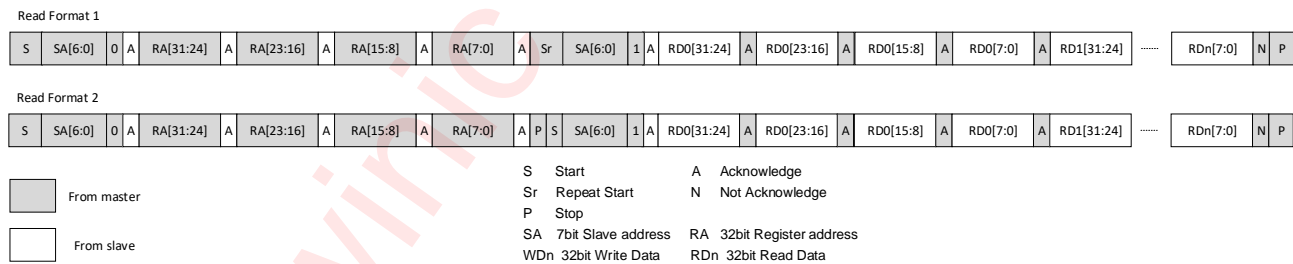 Read Format 1
S SA[6:0] 0 A RA[31:24] A RA[23:16] A RA[15:8] A RA[7:0] A Sr SA[6:0] 1 A RD0[31:24] A RD0[23:16] A RD0[15:8] A RD0[7:0] A RD1[31:24] ······ RDn[7:0] N P
Read Format 2
S SA[6:0] 0 A RA[31:24] A RA[23:16] A RA[15:8] A RA[7:0] A P S SA[6:0] 1 A RD0[31:24] A RD0[23:16] A RD0[15:8] A RD0[7:0] A RD1[31:24] ······ RDn[7:0] N P
From master
From slave
S Start A Acknowledge
Sr Repeat Start N Not Acknowledge
P Stop
SA 7bit Slave address RA 32bit Register address
WDn 32bit Write Data RDn 32bit Read Data
vinic